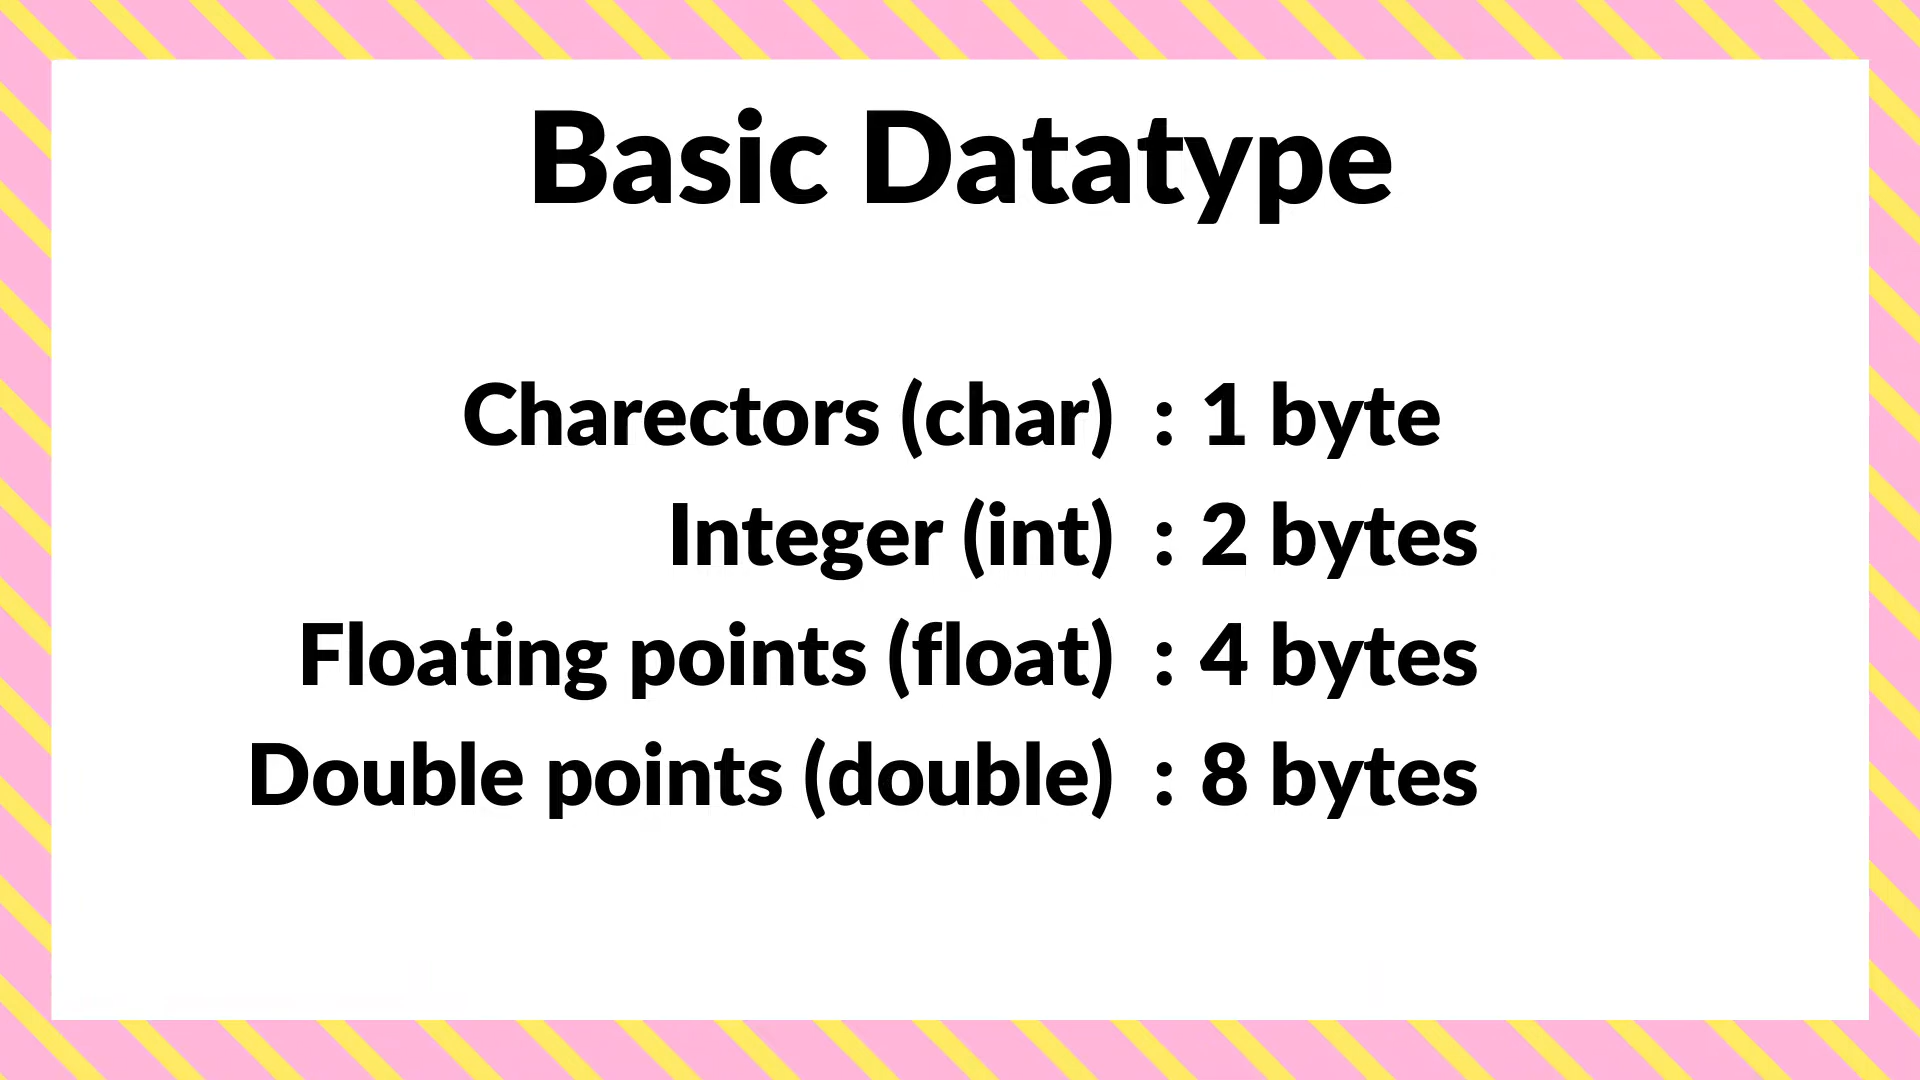 Basic Datatype
Charectors (char) : 1 byte
Integer (int) : 2 bytes
Floating points (float) : 4 bytes
Double points (double) : 8 bytes